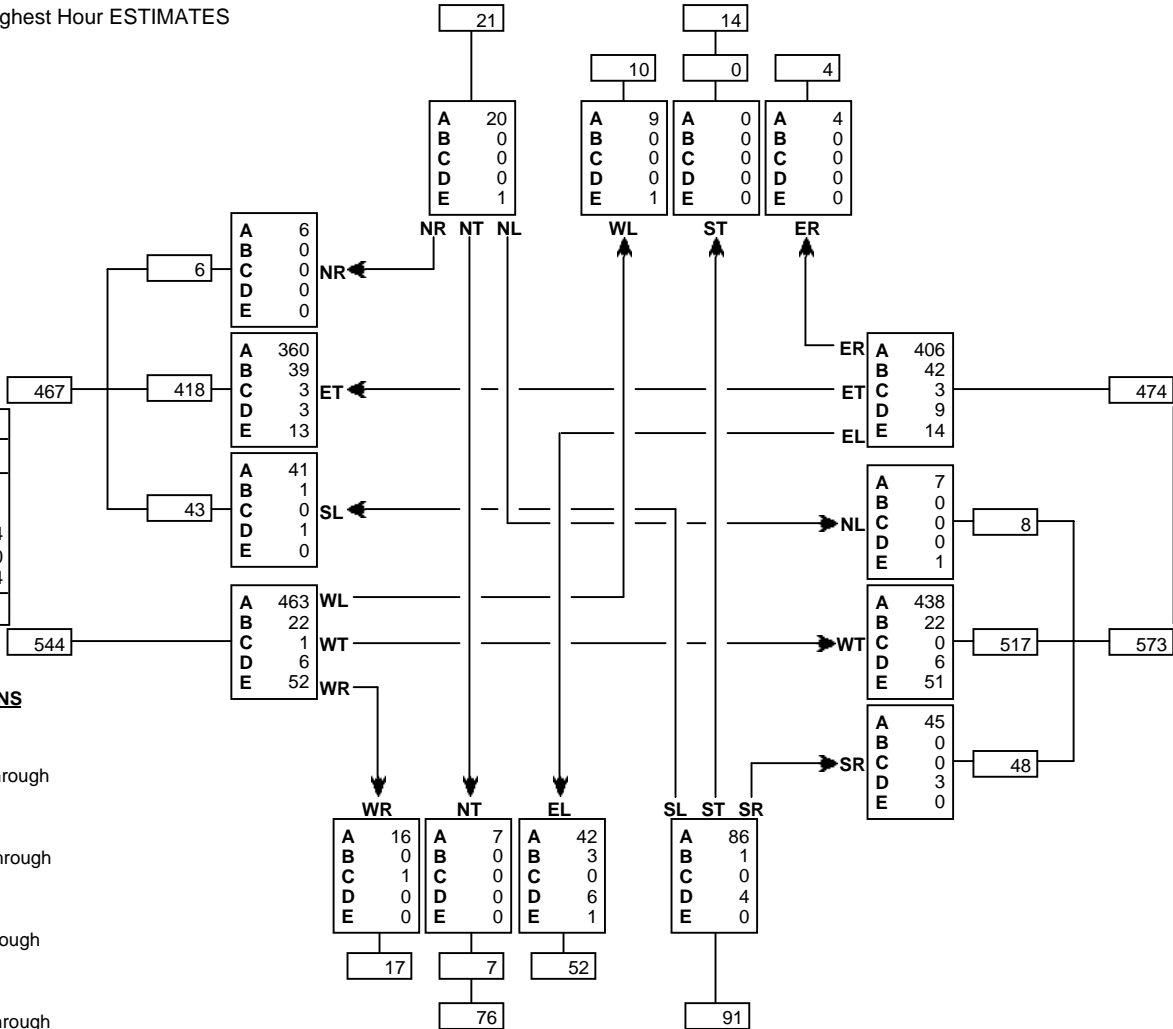 ghest Hour ESTIMATES
21
14
10
0
4
A 20
B 0
C 0
D 0
E 1
A 9
B 0
C 0
D 0
E 1
A 0
B 0
C 0
D 0
E 0
A 4
B 0
C 0
D 0
E 0
NR NT NL
WL
ST
ER
6
A 6
B 0
C 0
D 0
E 0
NR
467
418
A 360
B 39
C 3
D 3
E 13
ET
ER
ET
EL
A 406
B 42
C 3
D 9
E 14
474
43
A 41
B 1
C 0
D 1
E 0
SL
NL
A 7
B 0
C 0
D 0
E 1
8
4
0
4
544
A 463
B 22
C 1
D 6
E 52
WL
WT
WR
WT
A 438
B 22
C 0
D 6
E 51
517
573
NS
SR
A 45
B 0
C 0
D 3
E 0
48
rough
hrough
ough
hrough
WR
NT
EL
SL ST SR
A 16
B 0
C 1
D 0
E 0
A 7
B 0
C 0
D 0
E 0
A 42
B 3
C 0
D 6
E 1
A 86
B 1
C 0
D 4
E 0
17
7
52
76
91